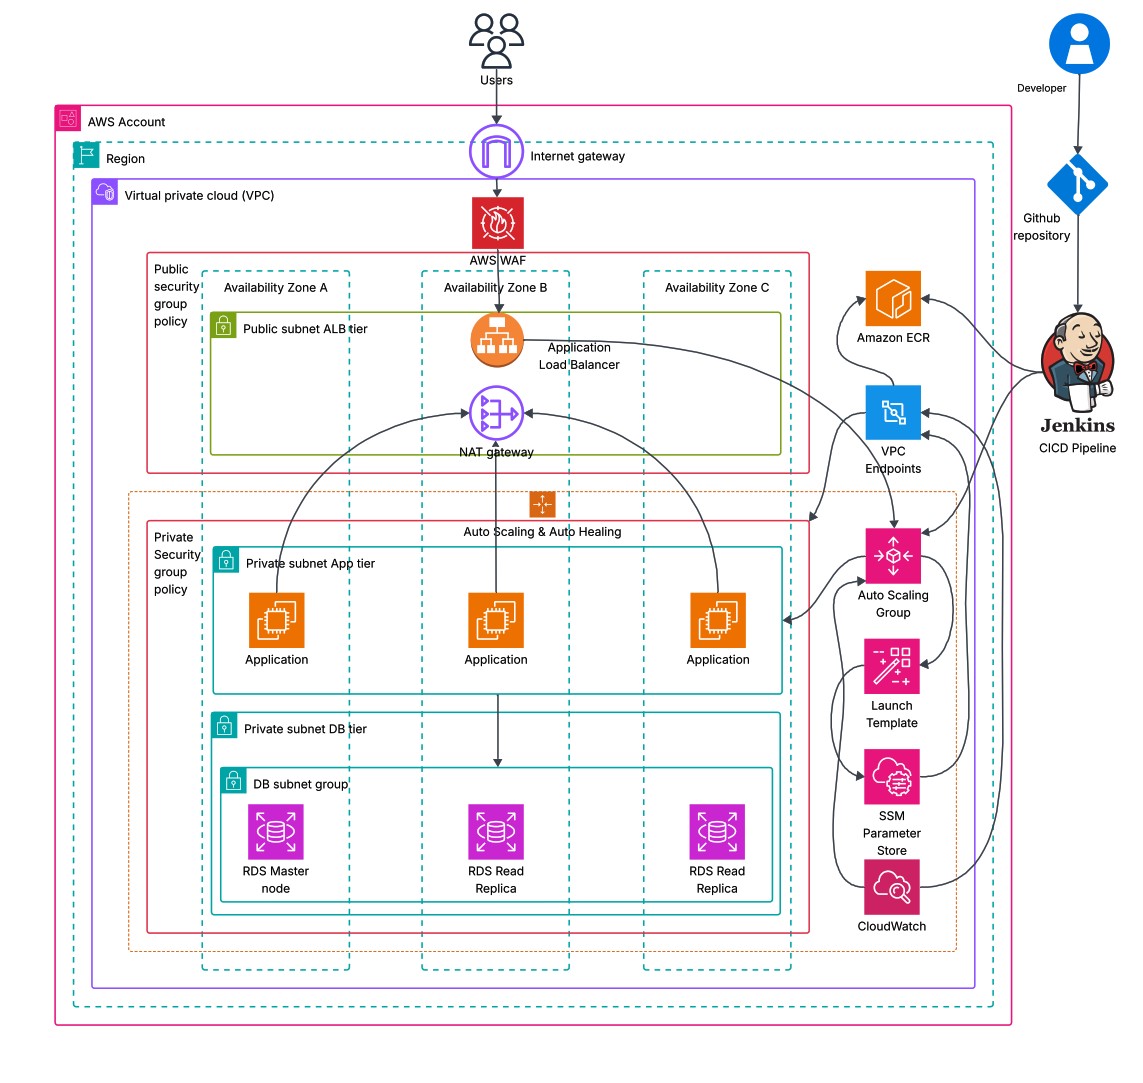 Users
Developer
AWS Account
Region
Internet gateway
Virtual private cloud (VPC)
Github
repository
AWS WAF
Public
security
group
policy
Availability Zone A
Availability Zone B
Availability Zone C
Public subnet ALB tier
Application
Load Balancer
Amazon ECR
Jenkins
CICD Pipeline
NAT gateway
VPC
Endpoints
Auto Scaling & Auto Healing
Private
Security
group
policy
Private subnet App tier
Application
Application
Application
Auto Scaling
Group
Launch
Template
Private subnet DB tier
DB subnet group
RDS Master
node
RDS Read
Replica
RDS Read
Replica
SSM
Parameter
Store
CloudWatch